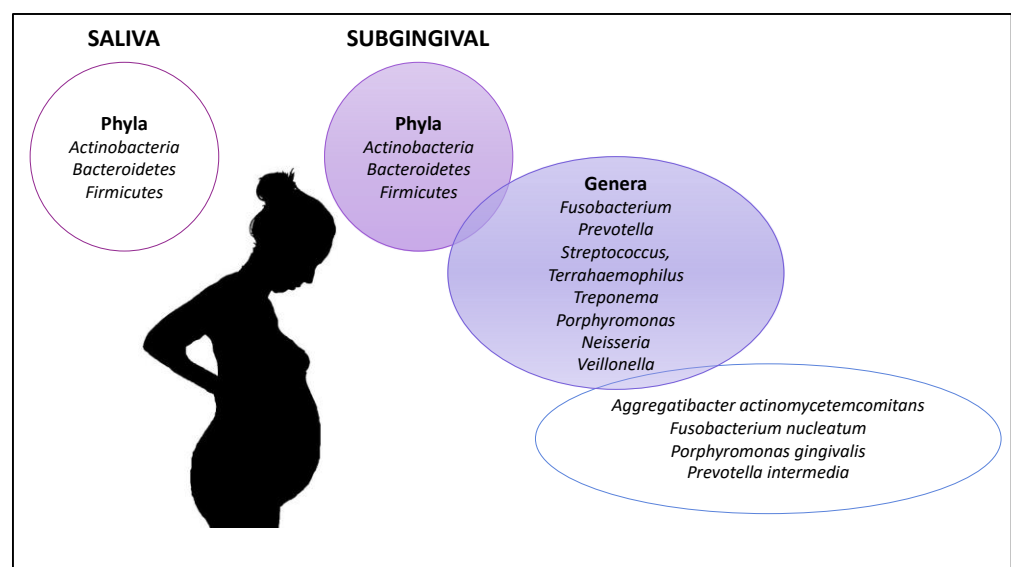 SALIVA
Phyla
Actinobacteria
Bacteroidetes
Firmicutes
SUBGINGIVAL
Phyla
Actinobacteria
Bacteroidetes
Firmicutes
Genera
Fusobacterium
Prevotella
Streptococcus,
Terrahaemophilus
Treponema
Porphyromonas
Neisseria
Veillonella
Aggregatibacter actinomycetemcomitans
Fusobacterium nucleatum
Porphyromonas gingivalis
Prevotella intermedia